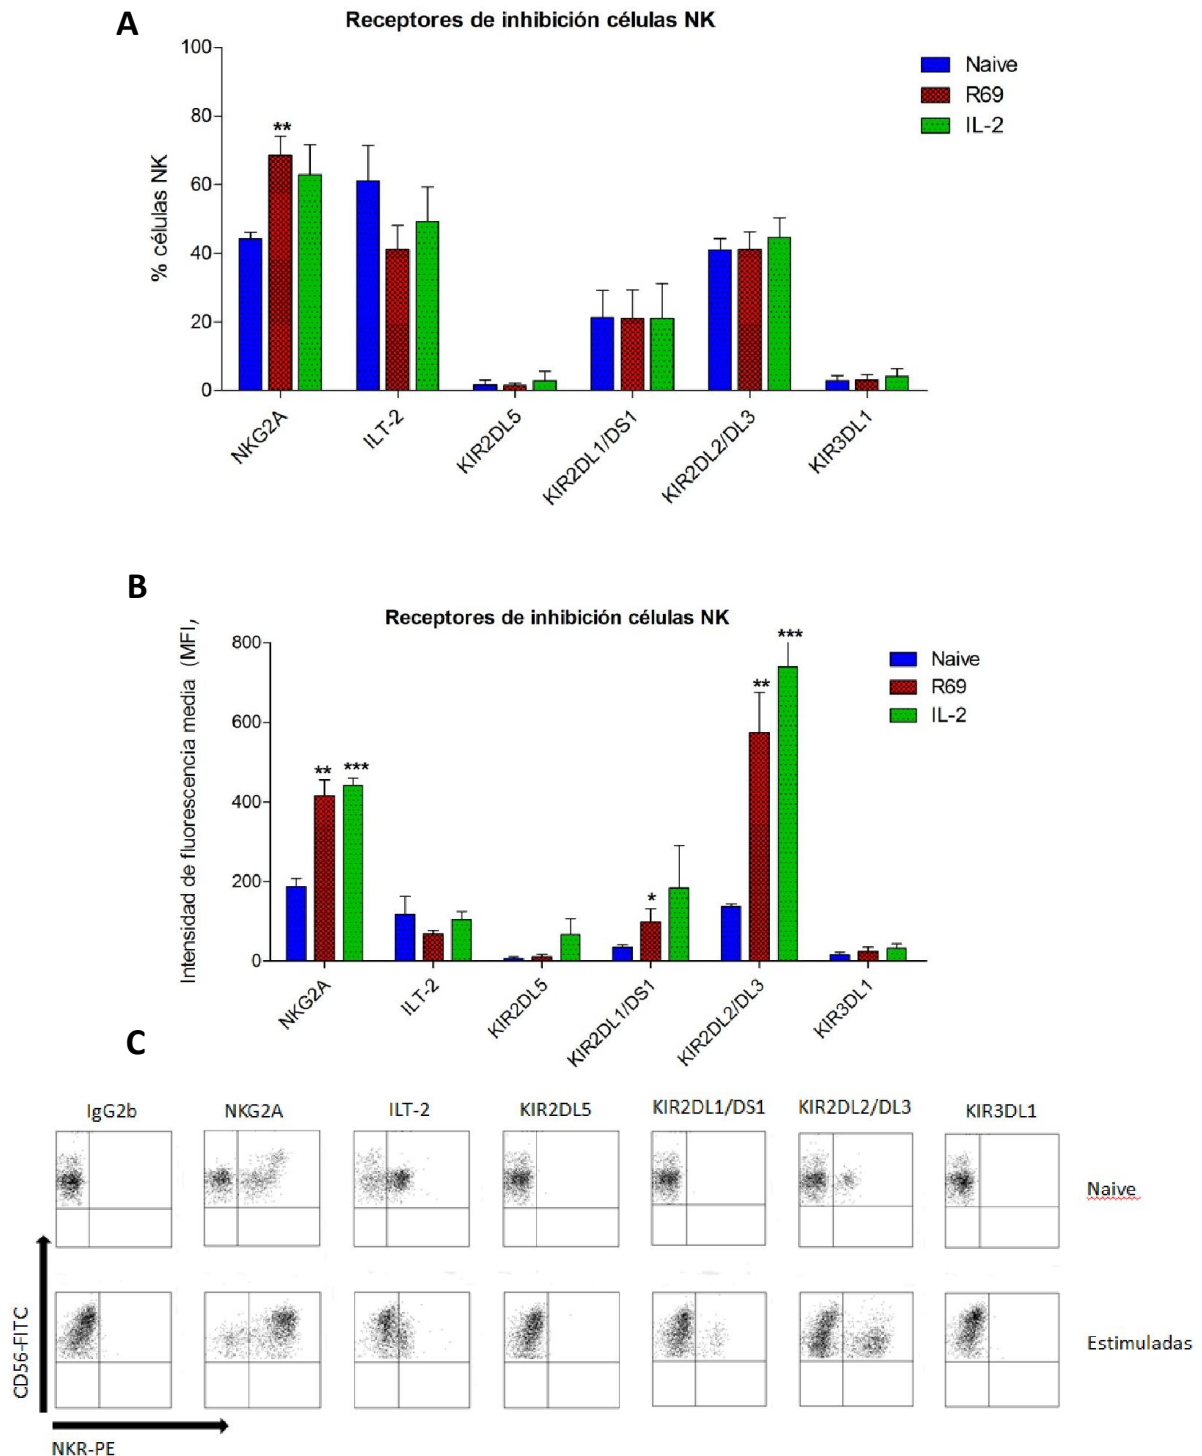 A
Receptores de inhibición células NK
100
80
60
40
20
0
% células NK
**
Naive
R69
IL-2
NKG2A
ILT-2
KIR2DL5
KIR2DL1/DS1
KIR2DL2/DL3
KIR3DL1
B
Receptores de inhibición células NK
800
600
400
200
0
Intensidad de fluorescencia media (MFI,
**
***
*
**
***
Naive
R69
IL-2
NKG2A
ILT-2
KIR2DL5
KIR2DL1/DS1
KIR2DL2/DL3
KIR3DL1
C
IgG2b
NKG2A
ILT-2
KIR2DL5
KIR2DL1/DS1
KIR2DL2/DL3
KIR3DL1
Naive
Estimuladas
CD56-FITC
NKR-PE